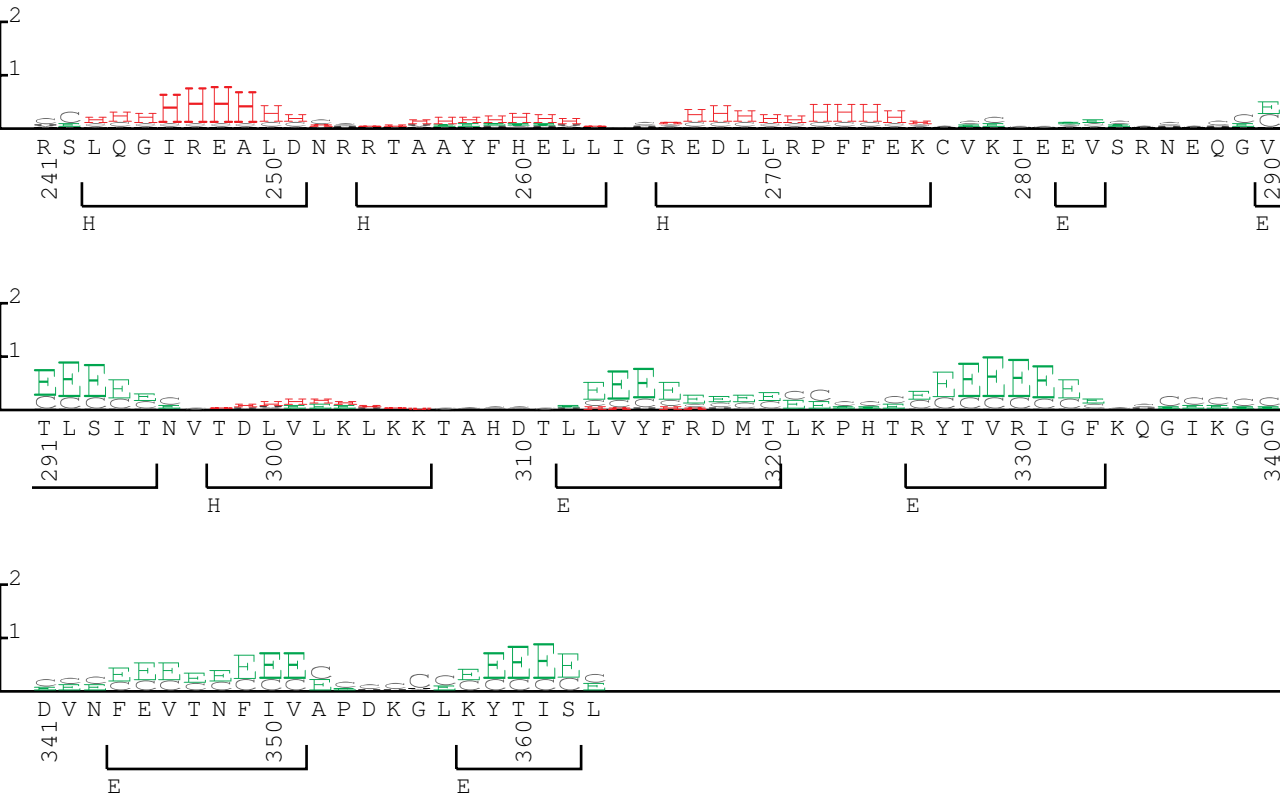 2
1
R S L Q G I R E A L D N R R T A A Y F H E L L I G R E D L L R P F F E K C V K I E E V S R N E Q G V
241 250 260 270 280 290
H H H E E
2
1
T L S I T N V T D L V L K L K K T A H D T L L V Y F R D M T L K P H T R Y T V R I G F K Q G I K G G
291 300 310 320 330 340
H E E
2
1
D V N F E V T N F I V A P D K G L K Y T I S L
341 350 360
E E